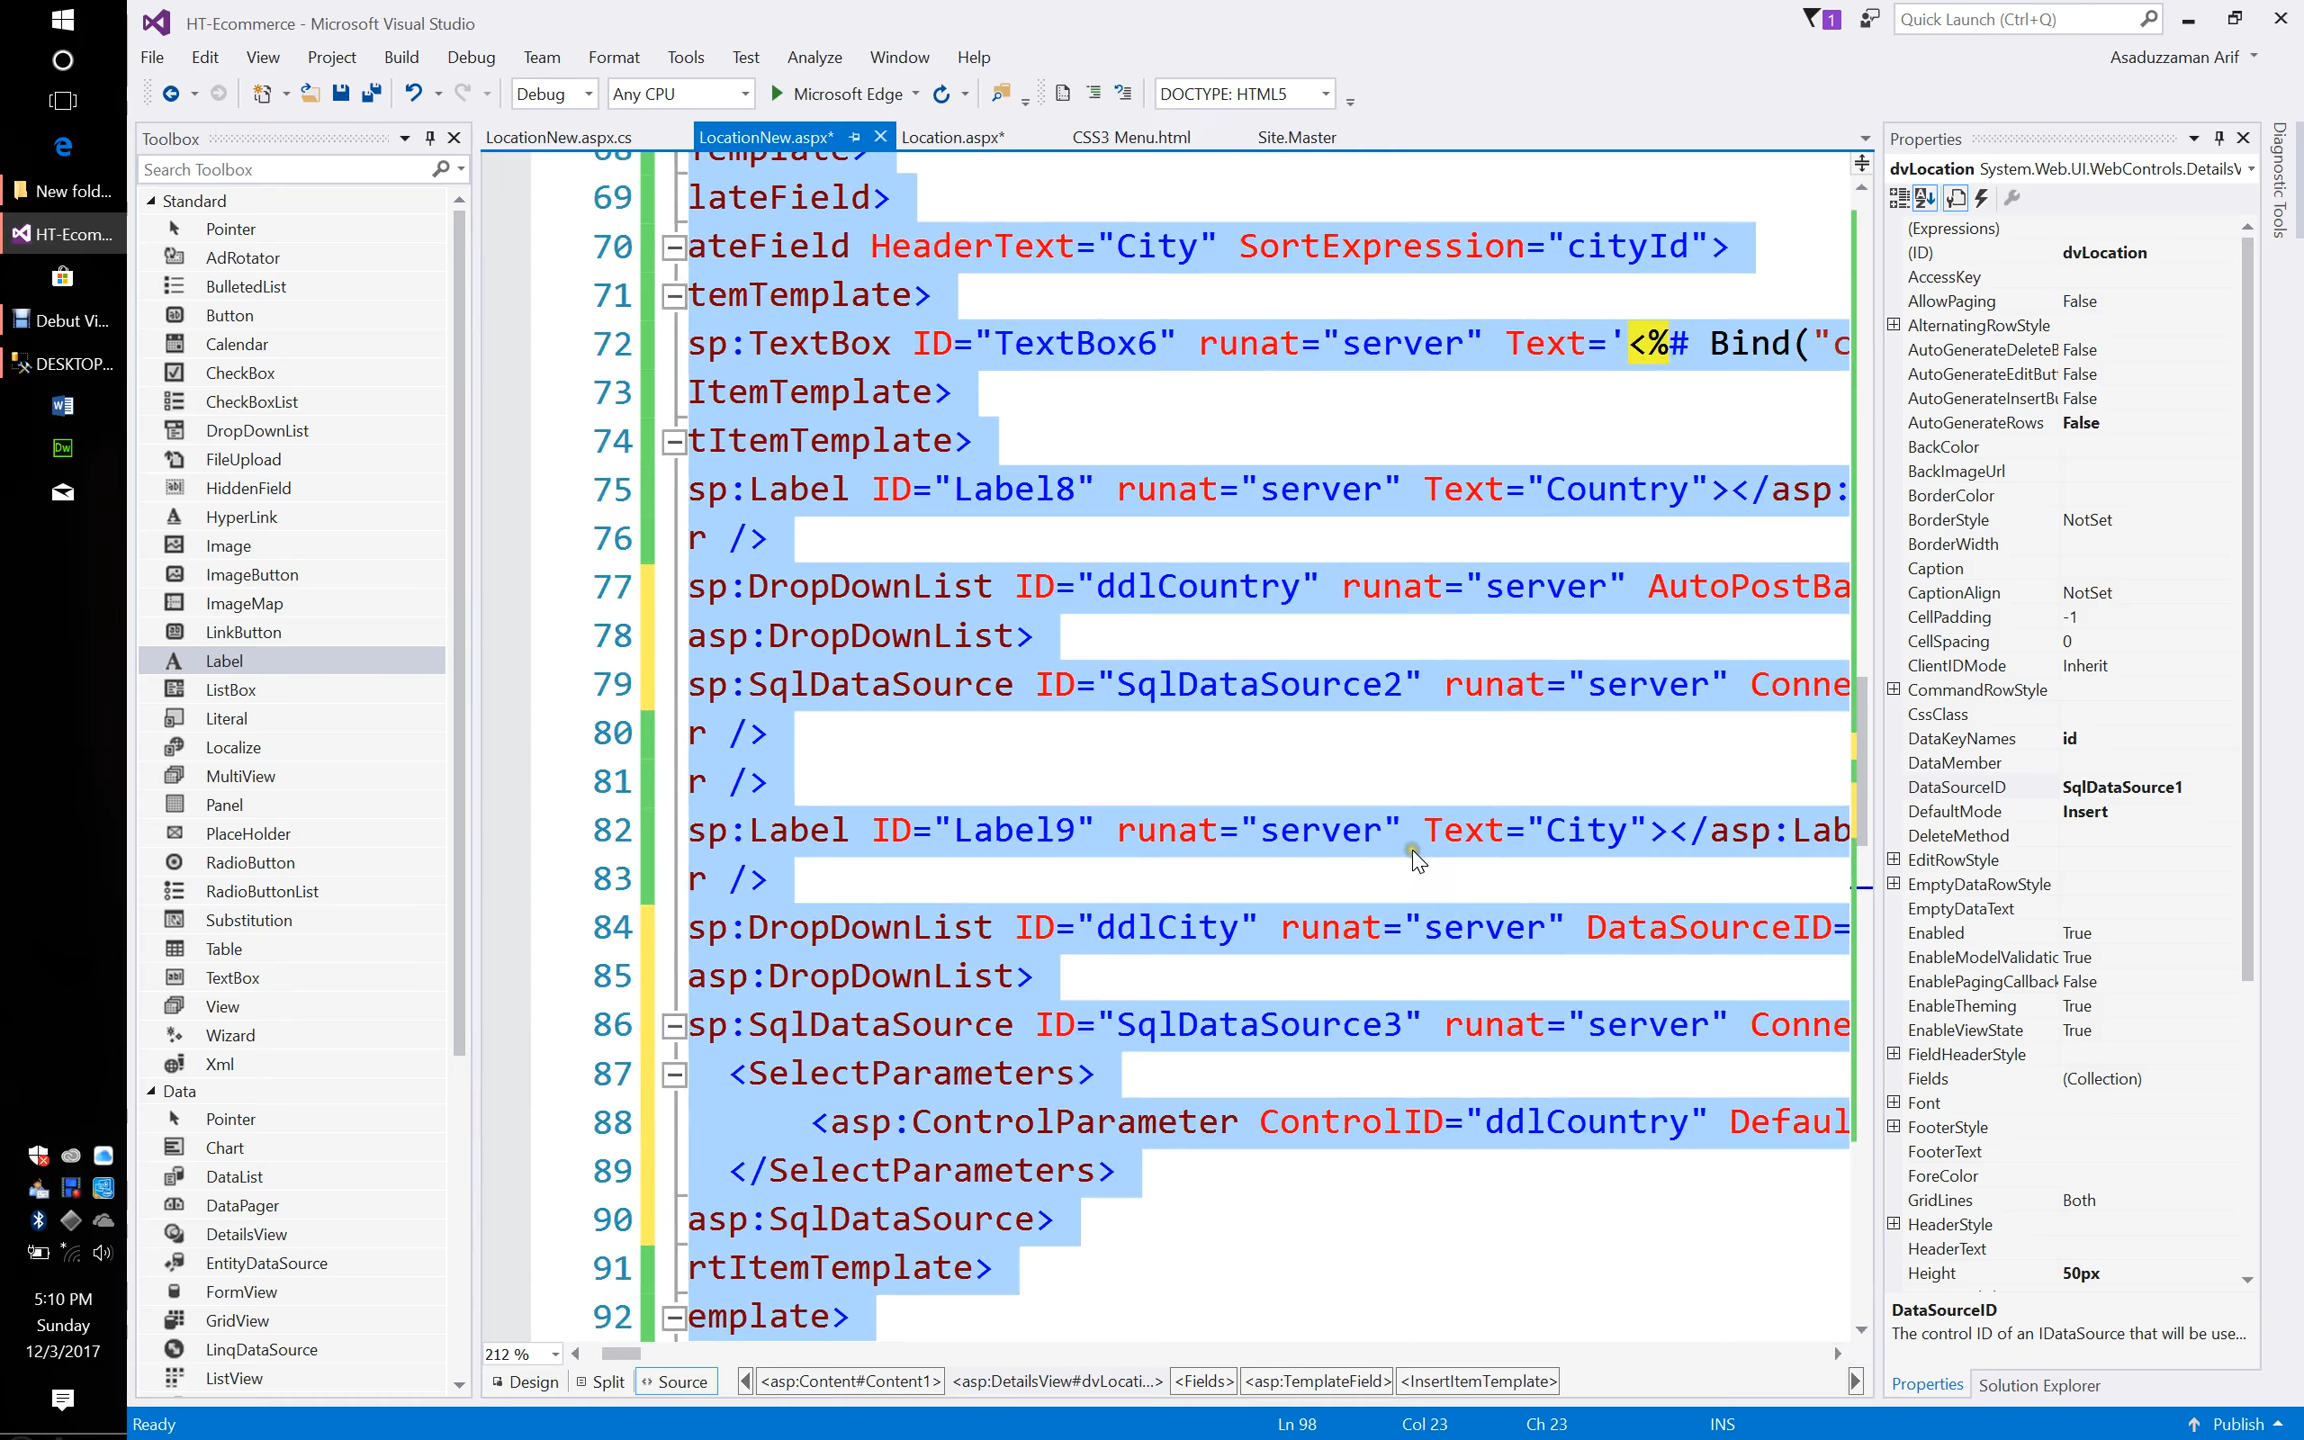 HT-Ecommerce - Microsoft Visual Studio
1
Quick Launch (Ctrl+Q)
File Edit View Project Build Debug Team Format Tools Test Analyze Window Help
Asaduzzaman Arif
Debug Any CPU Microsoft Edge DOCTYPE: HTML5
New fold...
HT-Ecom...
Debut Vi...
DESKTOP...
5:10 PM
Sunday
12/3/2017
Toolbox
Search Toolbox
Standard
Pointer
AdRotator
BulletedList
Button
Calendar
CheckBox
CheckBoxList
DropDownList
FileUpload
HiddenField
HyperLink
Image
ImageButton
ImageMap
LinkButton
Label
ListBox
Literal
Localize
MultiView
Panel
PlaceHolder
RadioButton
RadioButtonList
Substitution
Table
TextBox
View
Wizard
Xml
Data
Pointer
Chart
DataList
DataPager
DetailsView
EntityDataSource
FormView
GridView
LinqDataSource
ListView
LocationNew.aspx.cs LocationNew.aspx* Location.aspx* CSS3 Menu.html Site.Master
68 Template>
69 lateField>
70 ateField HeaderText="City" SortExpression="cityId">
71 temTemplate>
72 sp:TextBox ID="TextBox6" runat="server" Text='<%# Bind("c
73 ItemTemplate>
74 tItemTemplate>
75 sp:Label ID="Label8" runat="server" Text="Country"></asp:
76 r />
77 sp:DropDownList ID="ddlCountry" runat="server" AutoPostBa
78 asp:DropDownList>
79 sp:SqlDataSource ID="SqlDataSource2" runat="server" Conne
80 r />
81 r />
82 sp:Label ID="Label9" runat="server" Text="City"></asp:Lab
83 r />
84 sp:DropDownList ID="ddlCity" runat="server" DataSourceID=
85 asp:DropDownList>
86 sp:SqlDataSource ID="SqlDataSource3" runat="server" Conne
87 <SelectParameters>
88 <asp:ControlParameter ControlID="ddlCountry" Defaul
89 </SelectParameters>
90 asp:SqlDataSource>
91 rtItemTemplate>
92 emplate>
212 %
Design Split Source <asp:Content#Content1> <asp:DetailsView#dvLocati...> <Fields> <asp:TemplateField> <InsertItemTemplate>
Properties
dvLocation System.Web.UI.WebControls.DetailsV
(Expressions)
(ID) dvLocation
AccessKey
AllowPaging False
AlternatingRowStyle
AutoGenerateDeleteB False
AutoGenerateEditBut False
AutoGenerateInsertBu False
AutoGenerateRows False
BackColor
BackImageUrl
BorderColor
BorderStyle NotSet
BorderWidth
Caption
CaptionAlign NotSet
CellPadding -1
CellSpacing 0
ClientIDMode Inherit
CommandRowStyle
CssClass
DataKeyNames id
DataMember
DataSourceID SqlDataSource1
DefaultMode Insert
DeleteMethod
EditRowStyle
EmptyDataRowStyle
EmptyDataText
Enabled True
EnableModelValidatic True
EnablePagingCallback False
EnableTheming True
EnableViewState True
FieldHeaderStyle
Fields (Collection)
Font
FooterStyle
FooterText
ForeColor
GridLines Both
HeaderStyle
HeaderText
Height 50px
DataSourceID
The control ID of an IDataSource that will be use...
Properties Solution Explorer
Diagnostic Tools
Ready Ln 98 Col 23 Ch 23 INS Publish